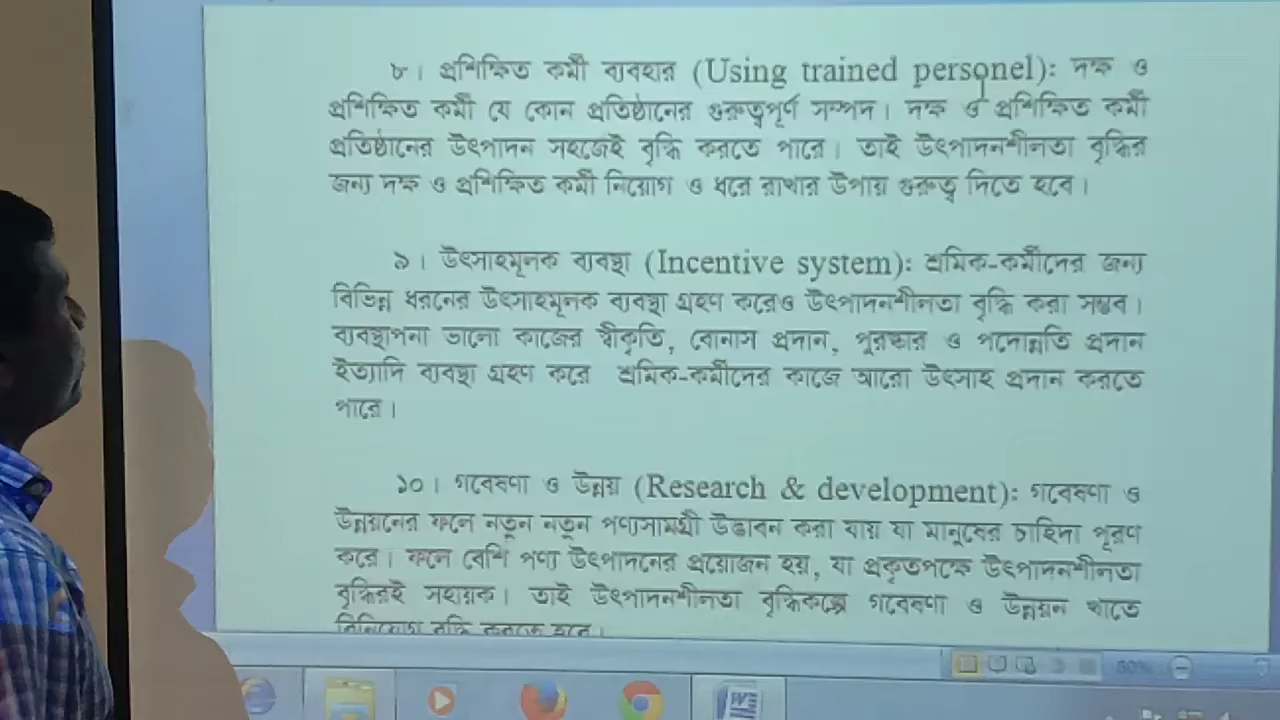 ৮। প্রশিক্ষিত কর্মী ব্যবহার (Using trained personel): দক্ষ ও
প্রশিক্ষিত কর্মী যে কোন প্রতিষ্ঠানের গুরুত্বপূর্ণ সম্পদ। দক্ষ ও প্রশিক্ষিত কর্মী
প্রতিষ্ঠানের উৎপাদন সহজেই বৃদ্ধি করতে পারে। তাই উৎপাদনশীলতা বৃদ্ধির
জন্য দক্ষ ও প্রশিক্ষিত কর্মী নিয়োগ ও ধরে রাখার উপায় গুরুত্ব দিতে হবে।
৯। উৎসাহমূলক ব্যবস্থা (Incentive system): শ্রমিক-কর্মীদের জন্য
বিভিন্ন ধরনের উৎসাহমূলক ব্যবস্থা গ্রহণ করেও উৎপাদনশীলতা বৃদ্ধি করা সম্ভব।
ব্যবস্থাপনা ভালো কাজের স্বীকৃতি, বোনাস প্রদান, পুরস্কার ও পদোন্নতি প্রদান
ইত্যাদি ব্যবস্থা গ্রহণ করে শ্রমিক-কর্মীদের কাজে আরো উৎসাহ প্রদান করতে
পারে।
১০। গবেষণা ও উন্নয় (Research & development): গবেষণা ও
উন্নয়নের ফলে নতুন নতুন পণ্যসামগ্রী উদ্ভাবন করা যায় যা মানুষের চাহিদা পূরণ
করে। ফলে বেশি পণ্য উৎপাদনের প্রয়োজন হয়, যা প্রকৃতপক্ষে উৎপাদনশীলতা
বৃদ্ধিরই সহায়ক। তাই উৎপাদনশীলতা বৃদ্ধিকল্পে গবেষণা ও উন্নয়ন খাতে
বিনিয়োগ বৃদ্ধি করতে হবে।
80%